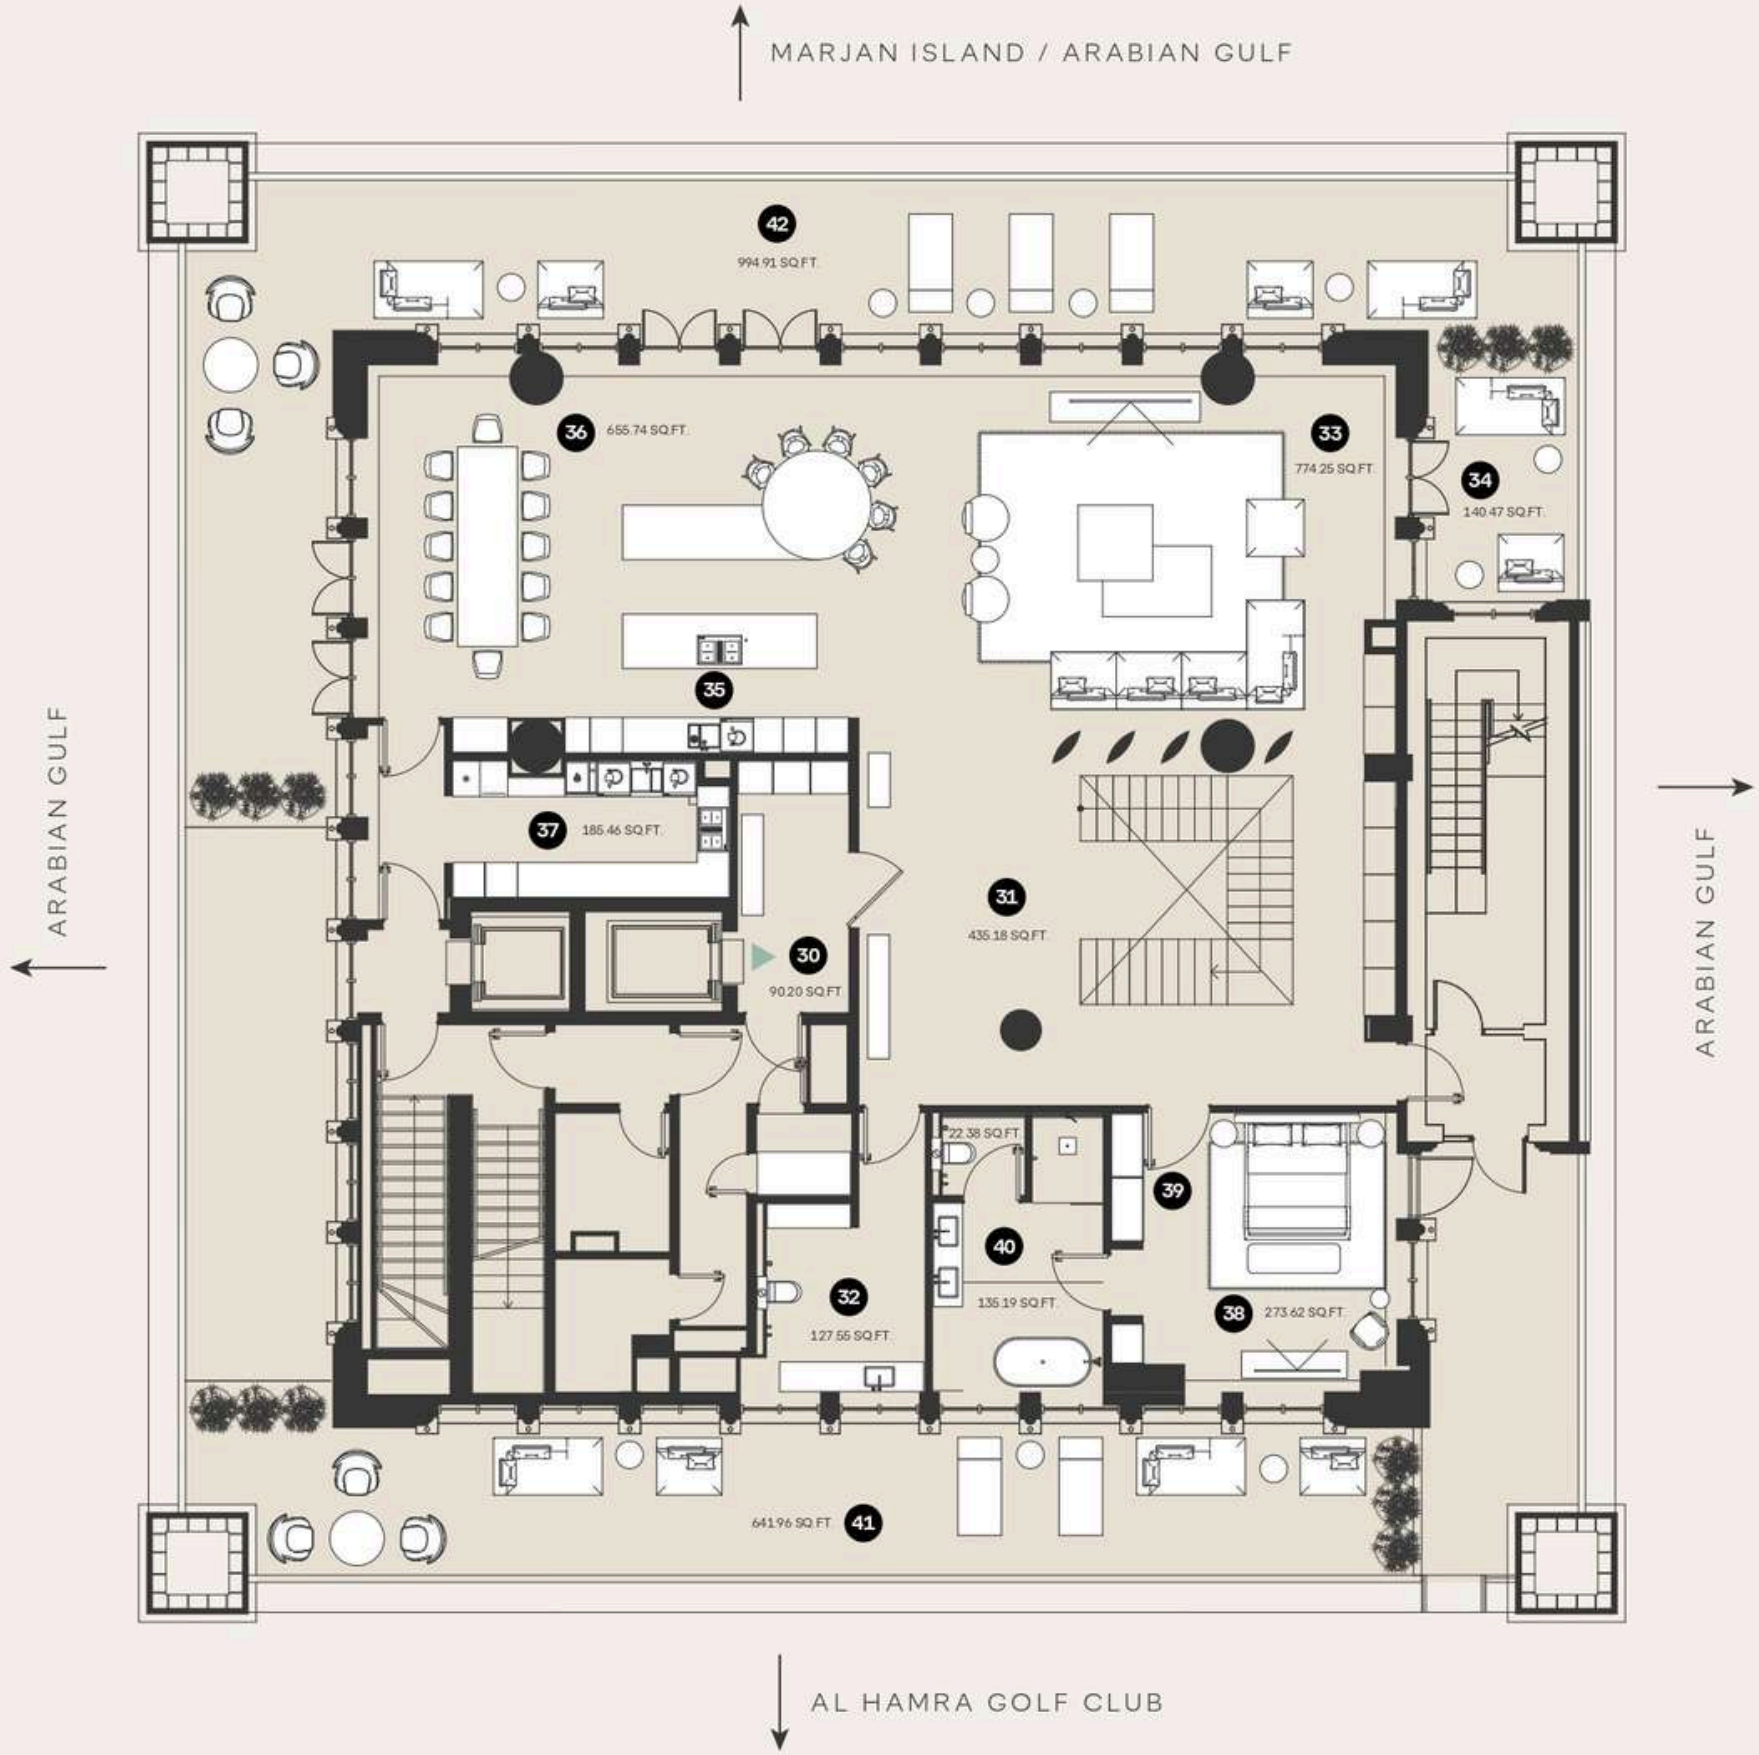 MARJAN ISLAND / ARABIAN GULF
42
994.91 SQ.FT.
36 655.74 SQ.FT.
33
774.25 SQ.FT.
34
140.47 SQ.FT.
35
ARABIAN GULF
37 185.46 SQ.FT.
31
435.18 SQ.FT.
30
90.20 SQ.FT.
ARABIAN GULF
22.38 SQ.FT.
39
40
135.19 SQ.FT.
32
127.55 SQ.FT.
38 273.62 SQ.FT.
641.96 SQ.FT. 41
AL HAMRA GOLF CLUB